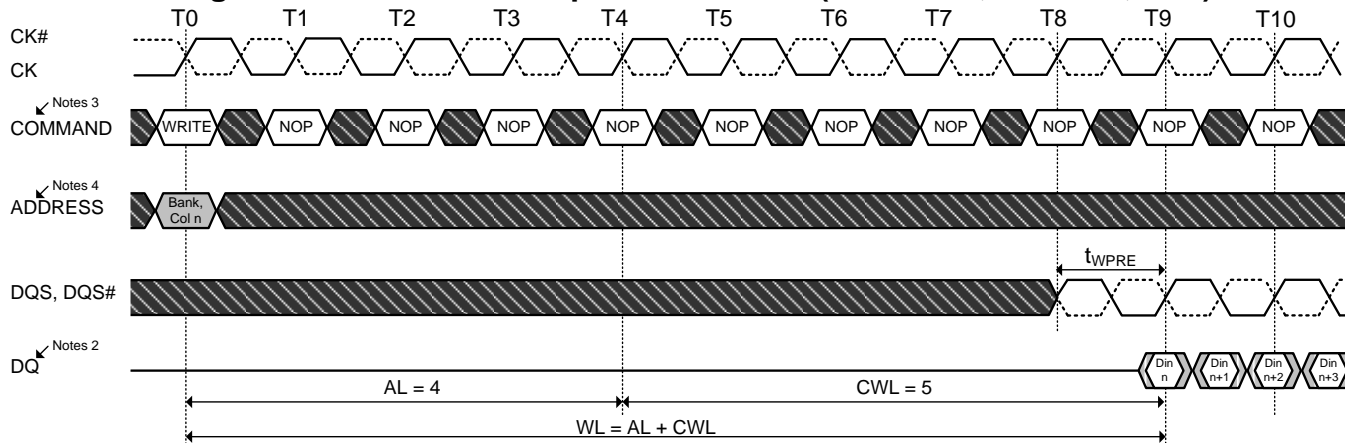 T0 T1 T2 T3 T4 T5 T6 T7 T8 T9 T10
CK#
CK
Notes 3
COMMAND WRITE NOP NOP NOP NOP NOP NOP NOP NOP NOP NOP
Notes 4
ADDRESS Bank,
Col n
tWPRE
DQS, DQS#
Notes 2
DQ Din Din Din Din
n n+1 n+2 n+3
AL = 4 CWL = 5
WL = AL + CWL